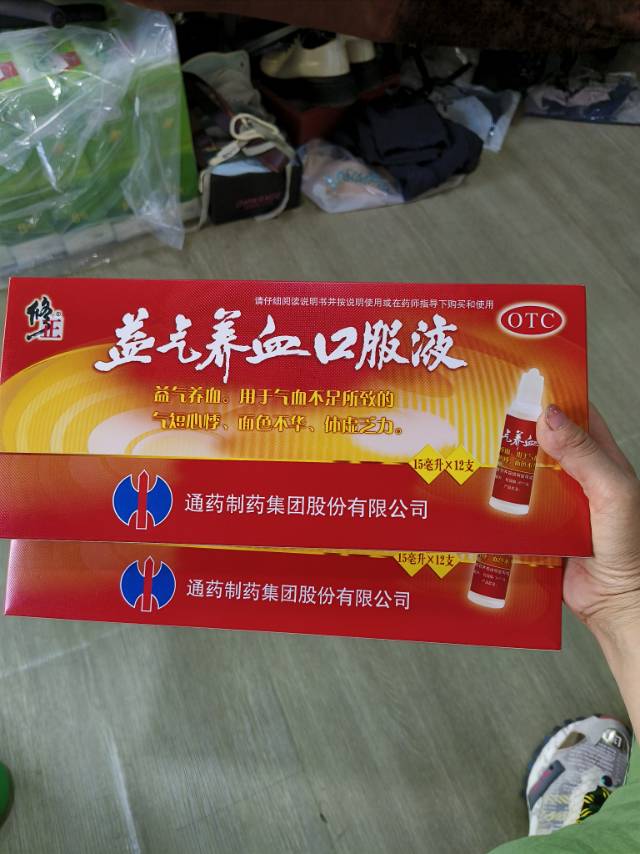 请仔细阅读说明书并按说明使用或在药师指导下购买和使用
修正
益气养血口服液
OTC
益气养血。用于气血不足所致的
气短心悸、面色不华、体虚乏力。
15毫升×12支
通药制药集团股份有限公司
15毫升×12支
通药制药集团股份有限公司